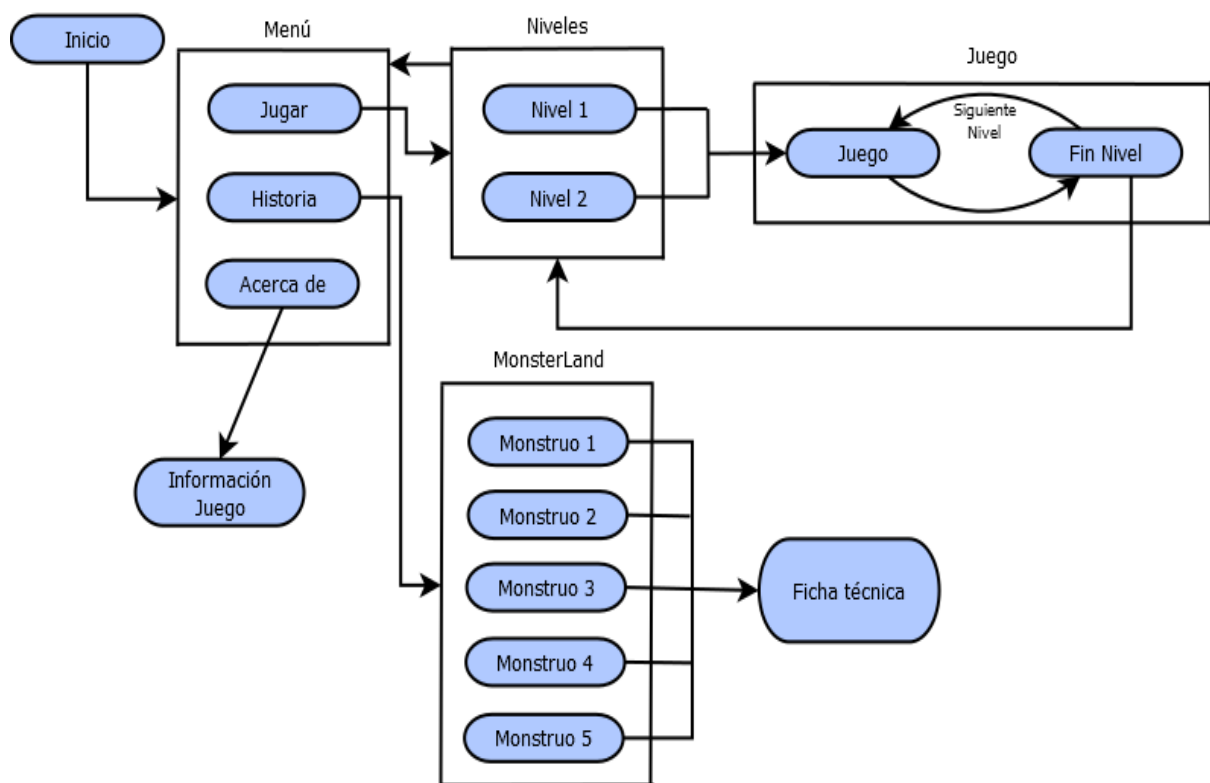 Inicio
Menú
Jugar
Historia
Acerca de
Información
Juego
Niveles
Nivel 1
Nivel 2
Juego
Siguiente
Nivel
Juego
Fin Nivel
MonsterLand
Monstruo 1
Monstruo 2
Monstruo 3
Monstruo 4
Monstruo 5
Ficha técnica